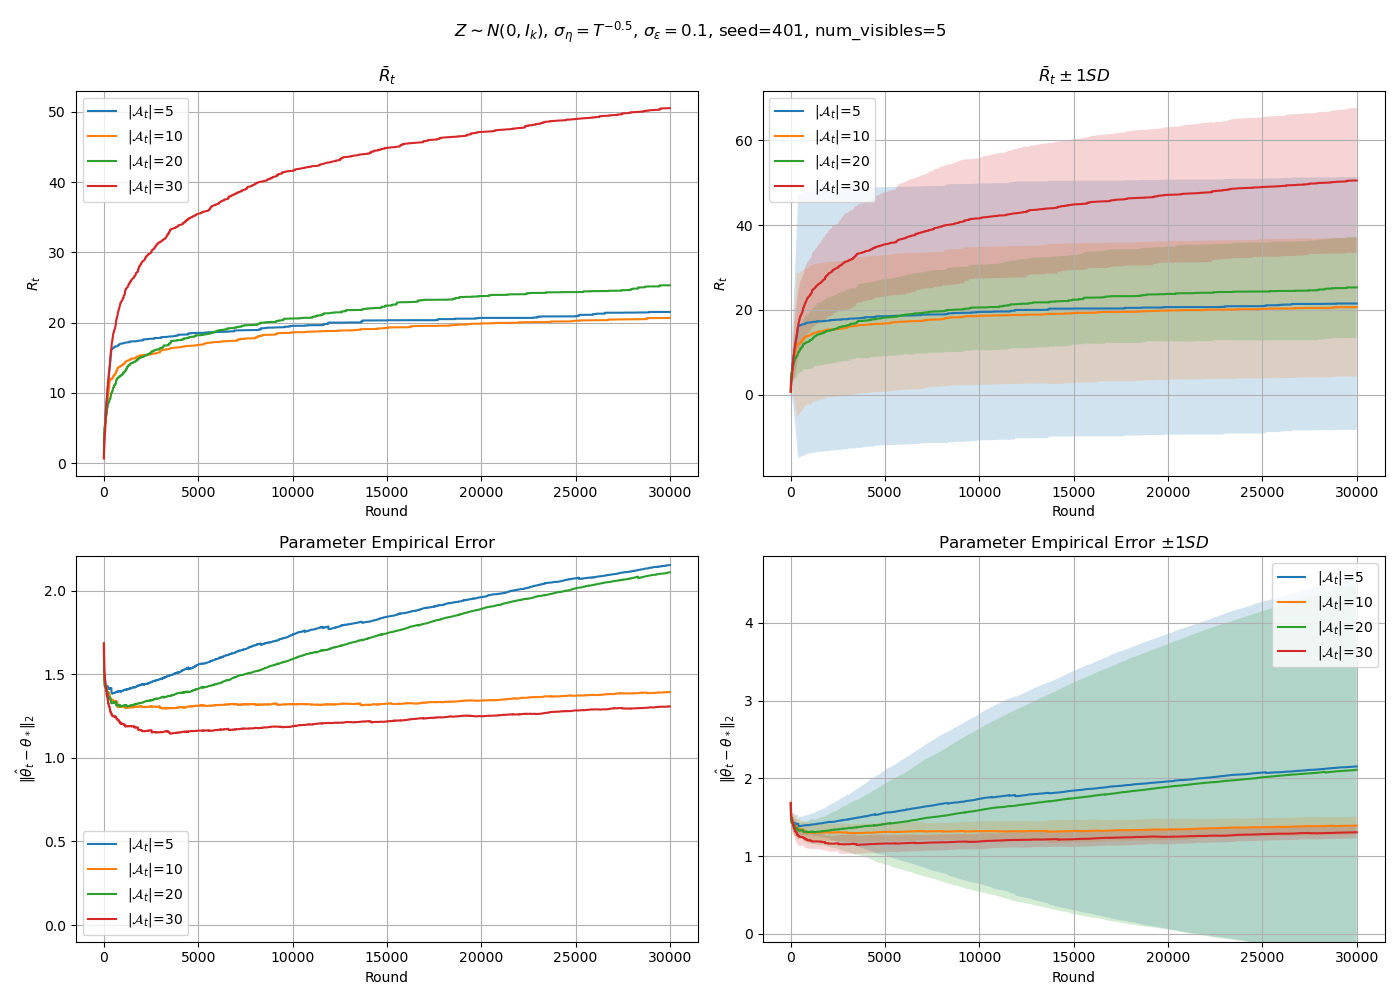 Z ∼ N(0, I_k), σ_η = T^{−0.5}, σ_ε = 0.1, seed=401, num_visibles=5
R̄_t
50
40
30
20
10
0
R_t
0 5000 10000 15000 20000 25000 30000
Round
|𝒜_t|=5
|𝒜_t|=10
|𝒜_t|=20
|𝒜_t|=30
R̄_t ± 1SD
60
40
20
0
R_t
0 5000 10000 15000 20000 25000 30000
Round
|𝒜_t|=5
|𝒜_t|=10
|𝒜_t|=20
|𝒜_t|=30
Parameter Empirical Error
2.0
1.5
1.0
0.5
0.0
‖θ̂_t − θ_*‖_2
0 5000 10000 15000 20000 25000 30000
Round
|𝒜_t|=5
|𝒜_t|=10
|𝒜_t|=20
|𝒜_t|=30
Parameter Empirical Error ±1SD
4
3
2
1
0
‖θ̂_t − θ_*‖_2
0 5000 10000 15000 20000 25000 30000
Round
|𝒜_t|=5
|𝒜_t|=10
|𝒜_t|=20
|𝒜_t|=30